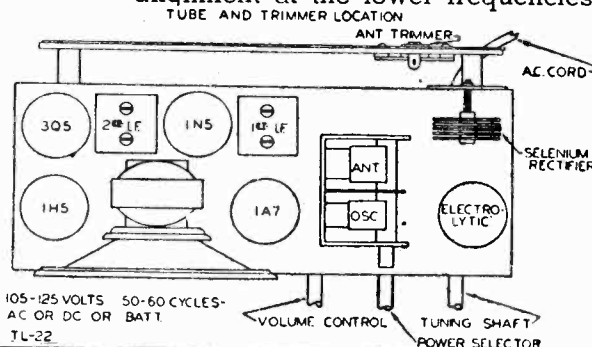 alignment at the lower frequencies
TUBE AND TRIMMER LOCATION
ANT TRIMMER
A.C. CORD
3Q5
2ND I.F.
1N5
1ST I.F.
SELENIUM
RECTIFIER
ANT
1H5
1A7
OSC
ELECTRO-
LYTIC
105-125 VOLTS 50-60 CYCLES-
AC OR DC OR BATT.
VOLUME CONTROL
TUNING SHAFT
TL-22
POWER SELECTOR